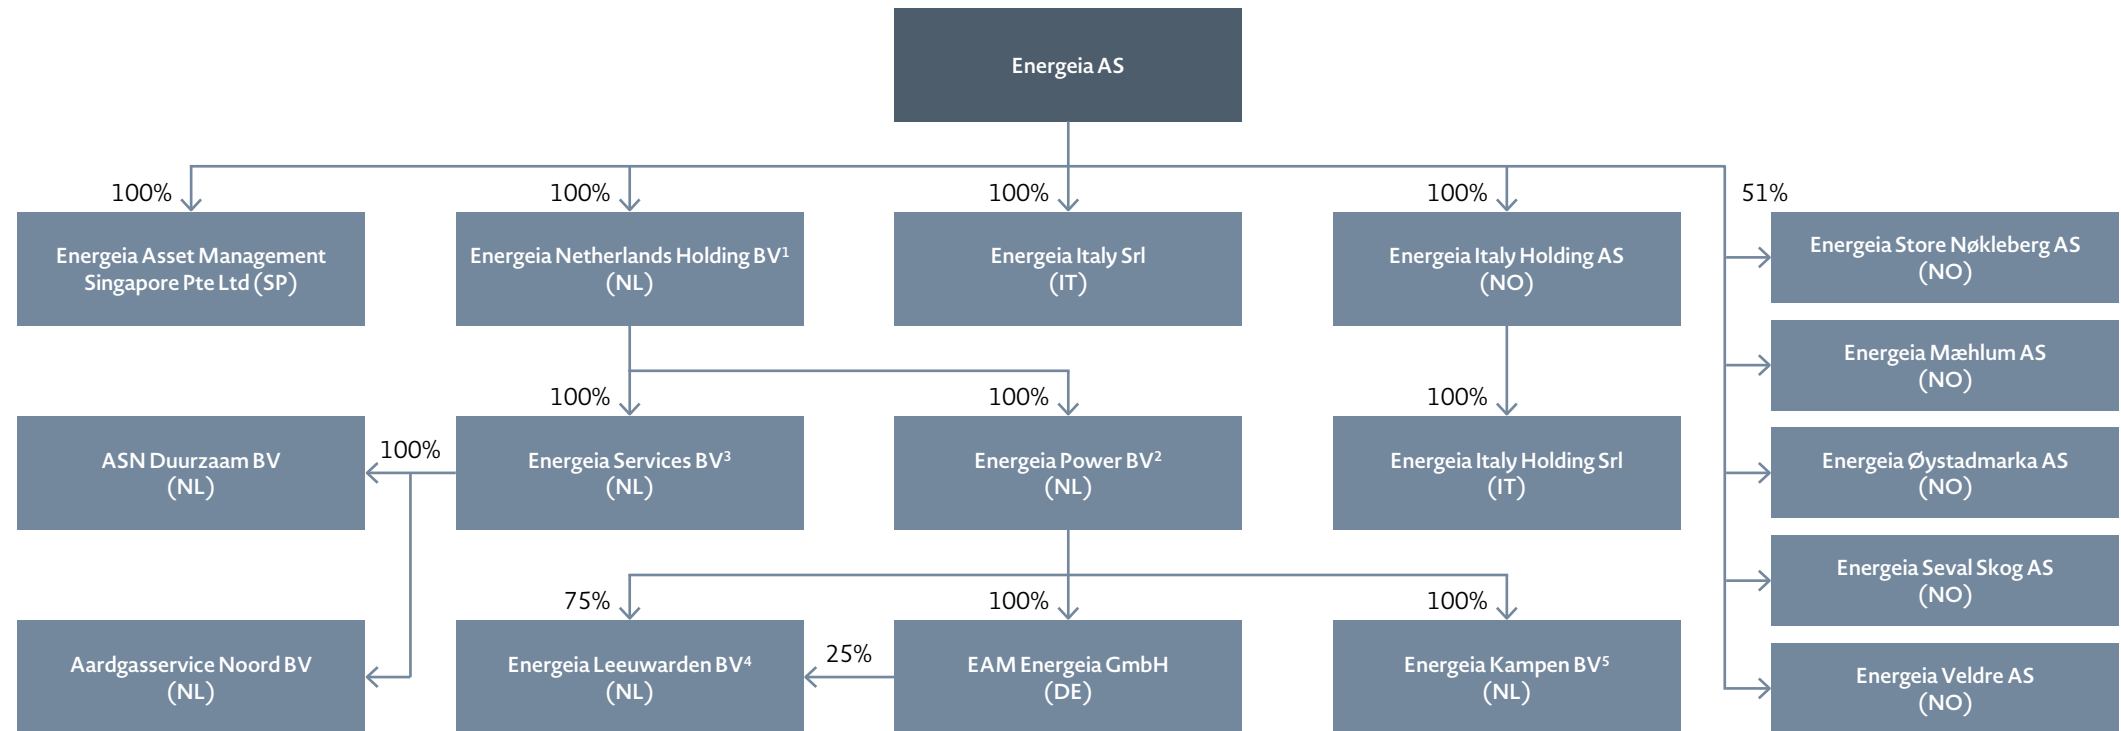 Energeia AS
100%
100%
100%
100%
51%
Energeia Asset Management
Singapore Pte Ltd (SP)
Energeia Netherlands Holding BV¹
(NL)
Energeia Italy Srl
(IT)
Energeia Italy Holding AS
(NO)
Energeia Store Nøkleberg AS
(NO)
Energeia Mæhlum AS
(NO)
100%
100%
100%
ASN Duurzaam BV
(NL)
100%
Energeia Services BV³
(NL)
Energeia Power BV²
(NL)
Energeia Italy Holding Srl
(IT)
Energeia Øystadmarka AS
(NO)
Energeia Seval Skog AS
(NO)
75%
100%
100%
Aardgasservice Noord BV
(NL)
Energeia Leeuwarden BV⁴
(NL)
25%
EAM Energeia GmbH
(DE)
Energeia Kampen BV⁵
(NL)
Energeia Veldre AS
(NO)